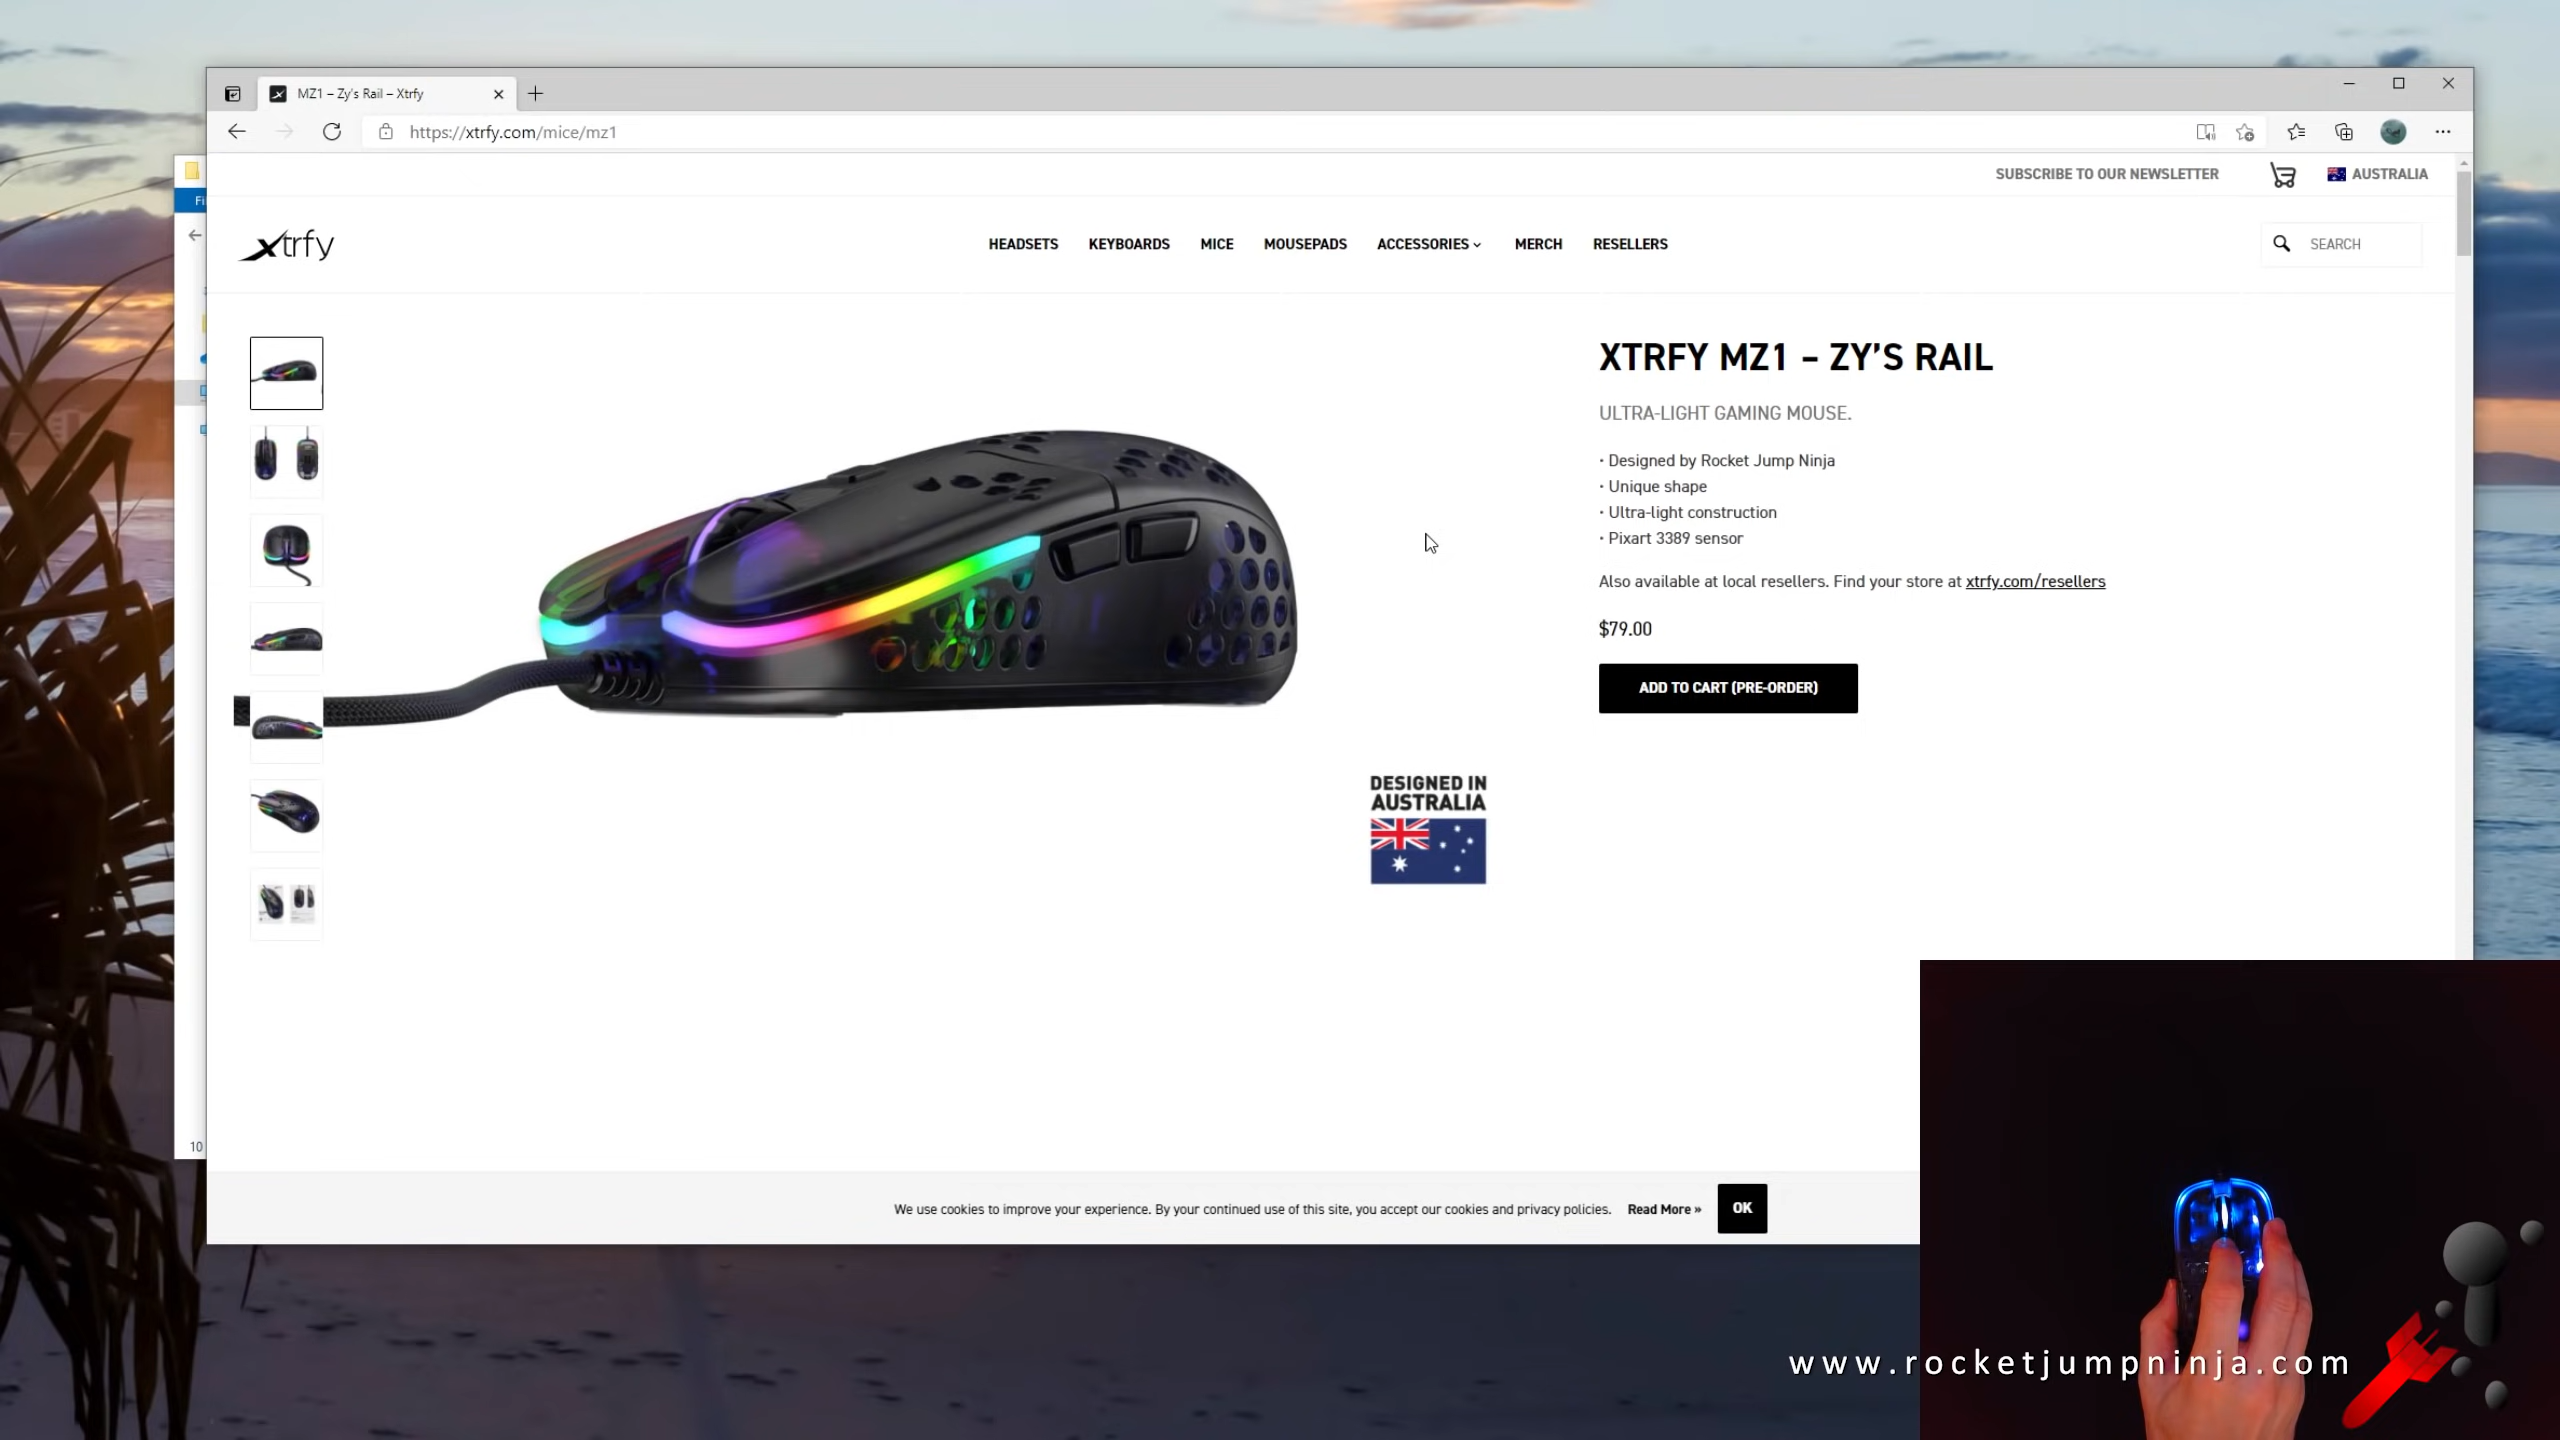 MZ1 – Zy's Rail – Xtrfy
https://xtrfy.com/mice/mz1
SUBSCRIBE TO OUR NEWSLETTER
AUSTRALIA
Fi
xtrfy
HEADSETS KEYBOARDS MICE MOUSEPADS ACCESSORIES MERCH RESELLERS
SEARCH
XTRFY MZ1 – ZY'S RAIL
ULTRA-LIGHT GAMING MOUSE.
· Designed by Rocket Jump Ninja
· Unique shape
· Ultra-light construction
· Pixart 3389 sensor
Also available at local resellers. Find your store at xtrfy.com/resellers
$79.00
ADD TO CART (PRE-ORDER)
DESIGNED IN
AUSTRALIA
10
We use cookies to improve your experience. By your continued use of this site, you accept our cookies and privacy policies. Read More » OK
www.rocketjumpninja.com